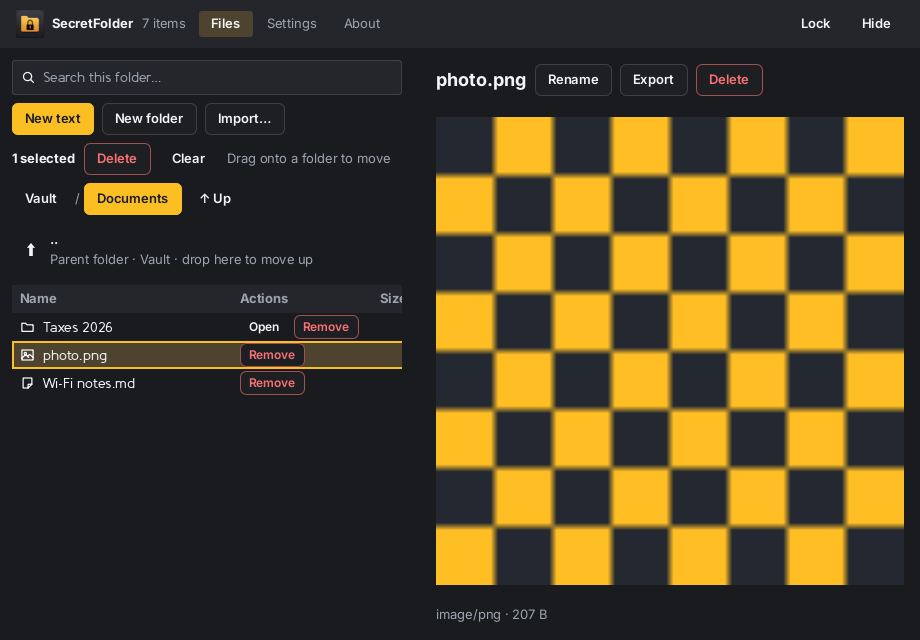 SecretFolder 7 items Files Settings About Lock Hide
Search this folder...
New text New folder Import...
1 selected Delete Clear Drag onto a folder to move
Vault / Documents ↑ Up
..
Parent folder · Vault · drop here to move up
Name Actions Size
Taxes 2026 Open Remove
photo.png Remove
Wi-Fi notes.md Remove
photo.png Rename Export Delete
image/png · 207 B